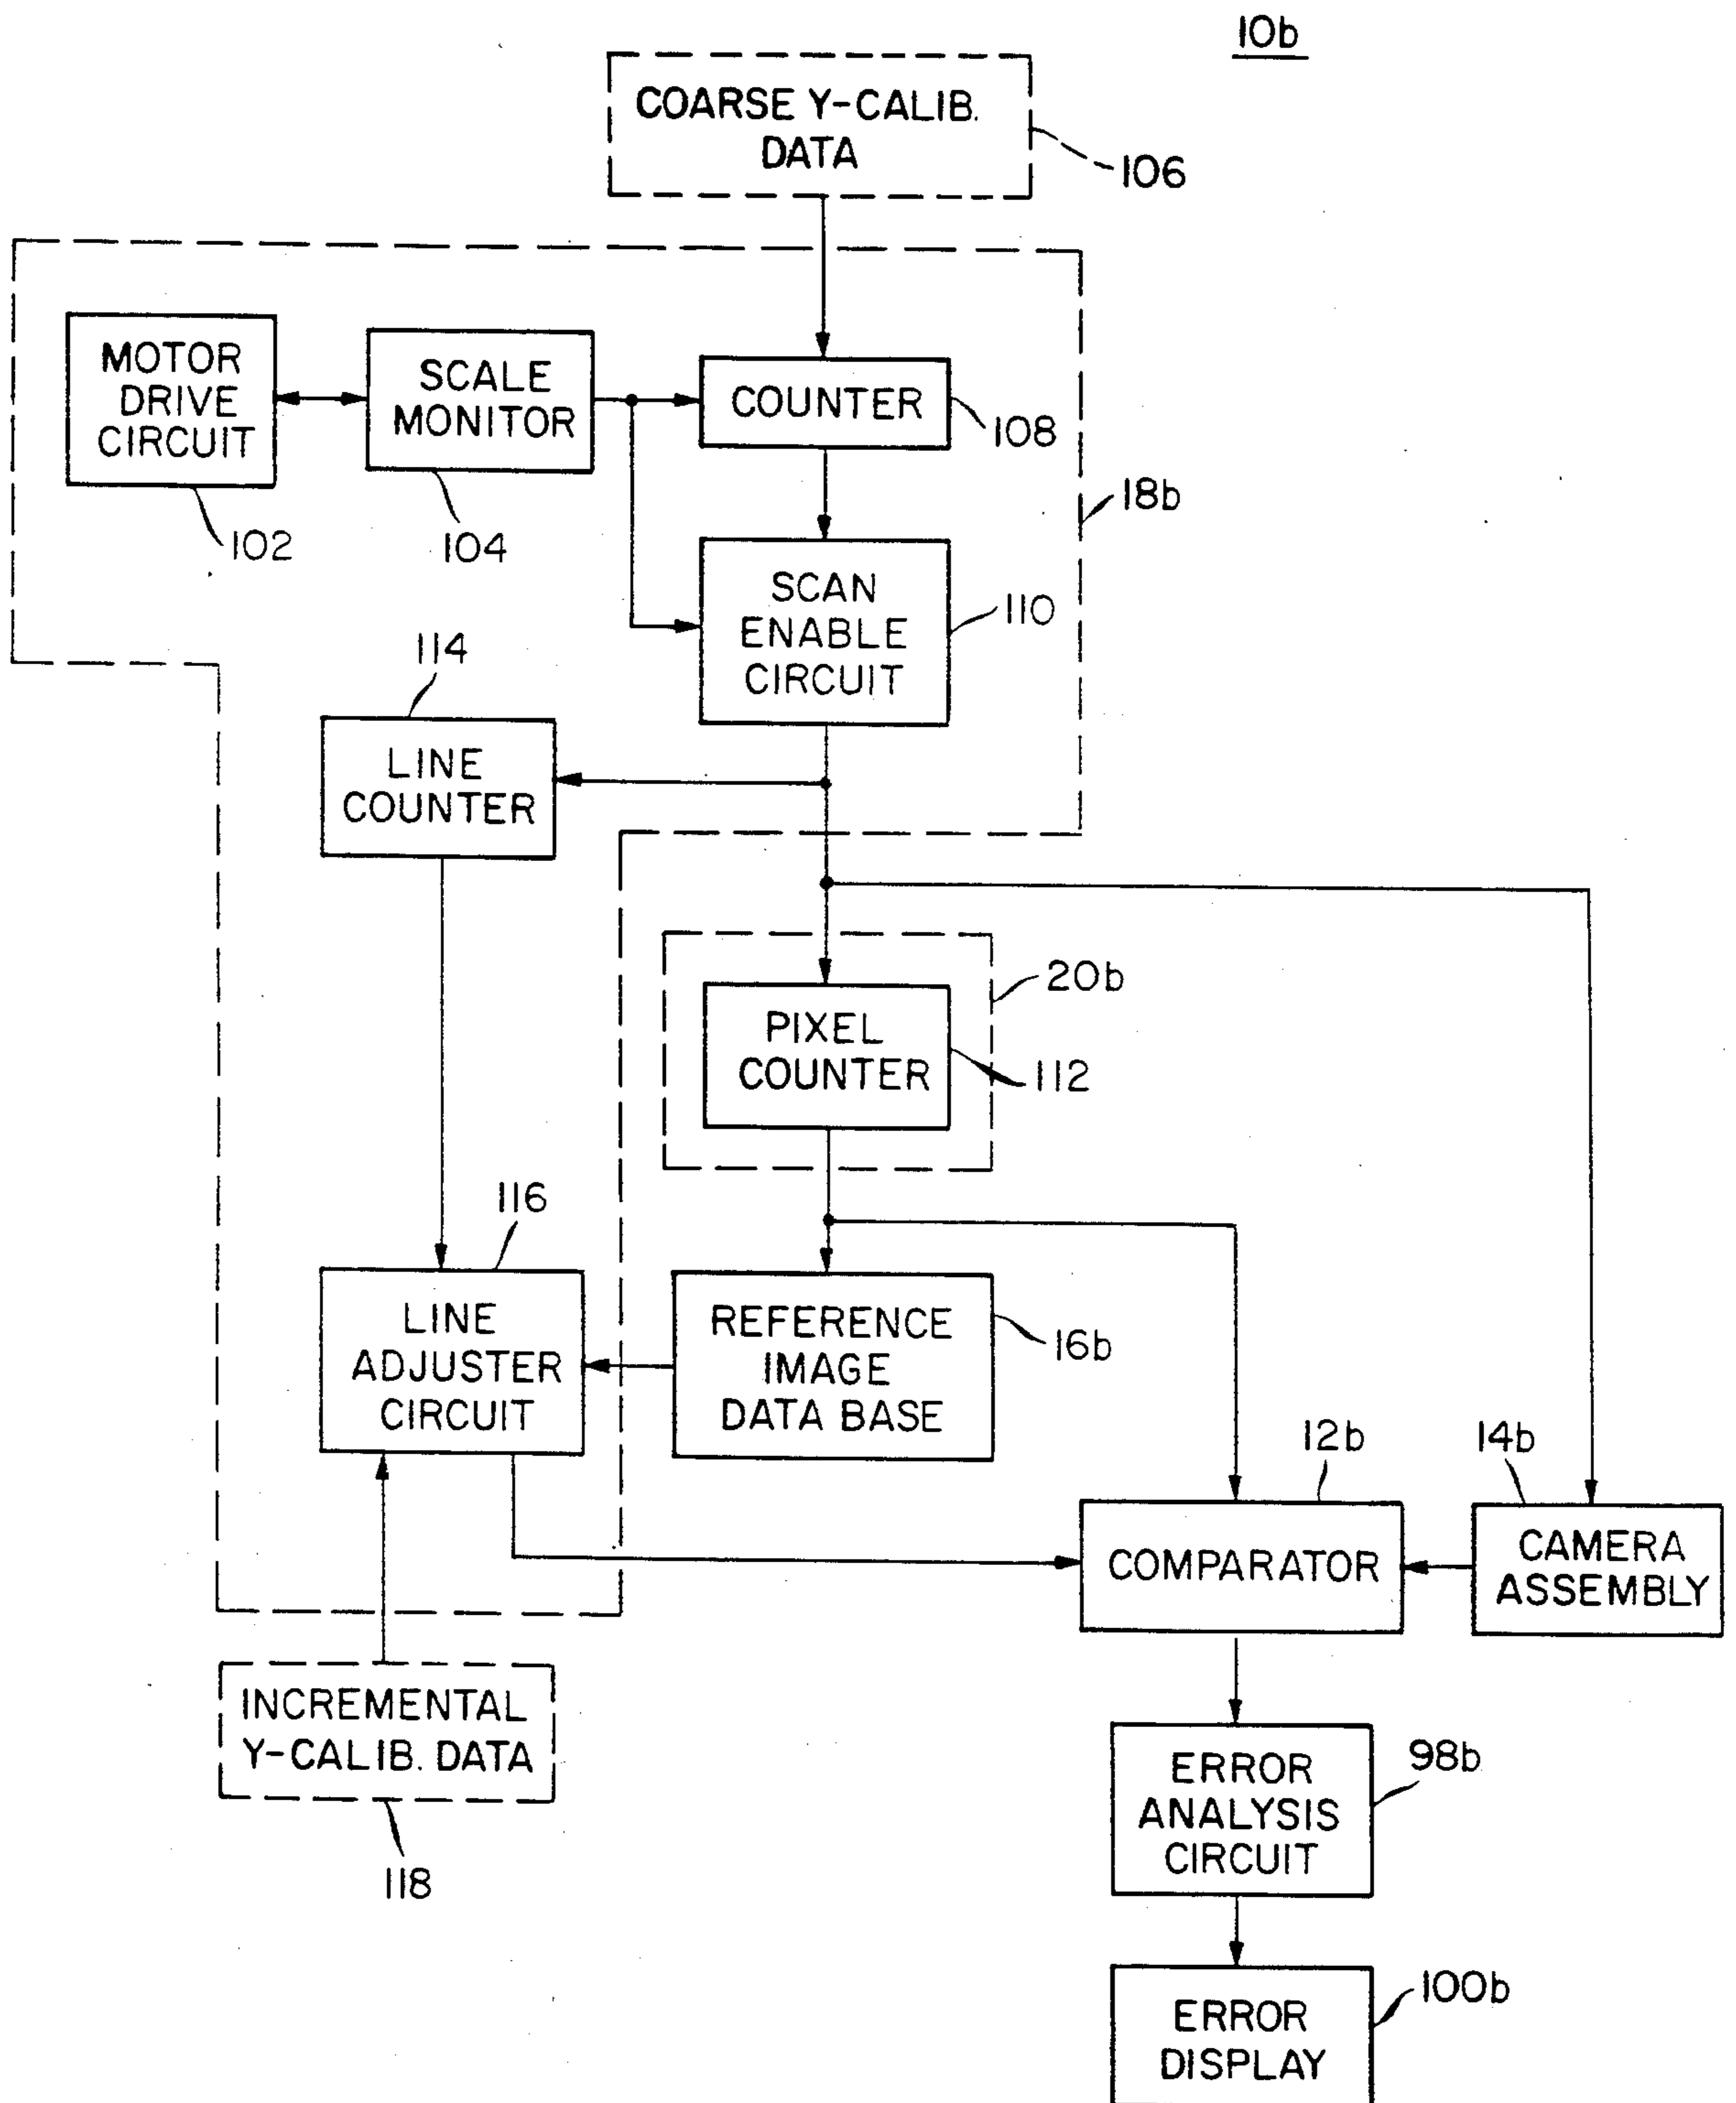 10b
COARSE Y-CALIB.
DATA
106
MOTOR
DRIVE
CIRCUIT
102
SCALE
MONITOR
104
COUNTER
108
18b
SCAN
ENABLE
CIRCUIT
110
114
LINE
COUNTER
20b
PIXEL
COUNTER
112
116
LINE
ADJUSTER
CIRCUIT
REFERENCE
IMAGE
DATA BASE
16b
12b
COMPARATOR
14b
CAMERA
ASSEMBLY
INCREMENTAL
Y-CALIB. DATA
118
ERROR
ANALYSIS
CIRCUIT
98b
ERROR
DISPLAY
100b